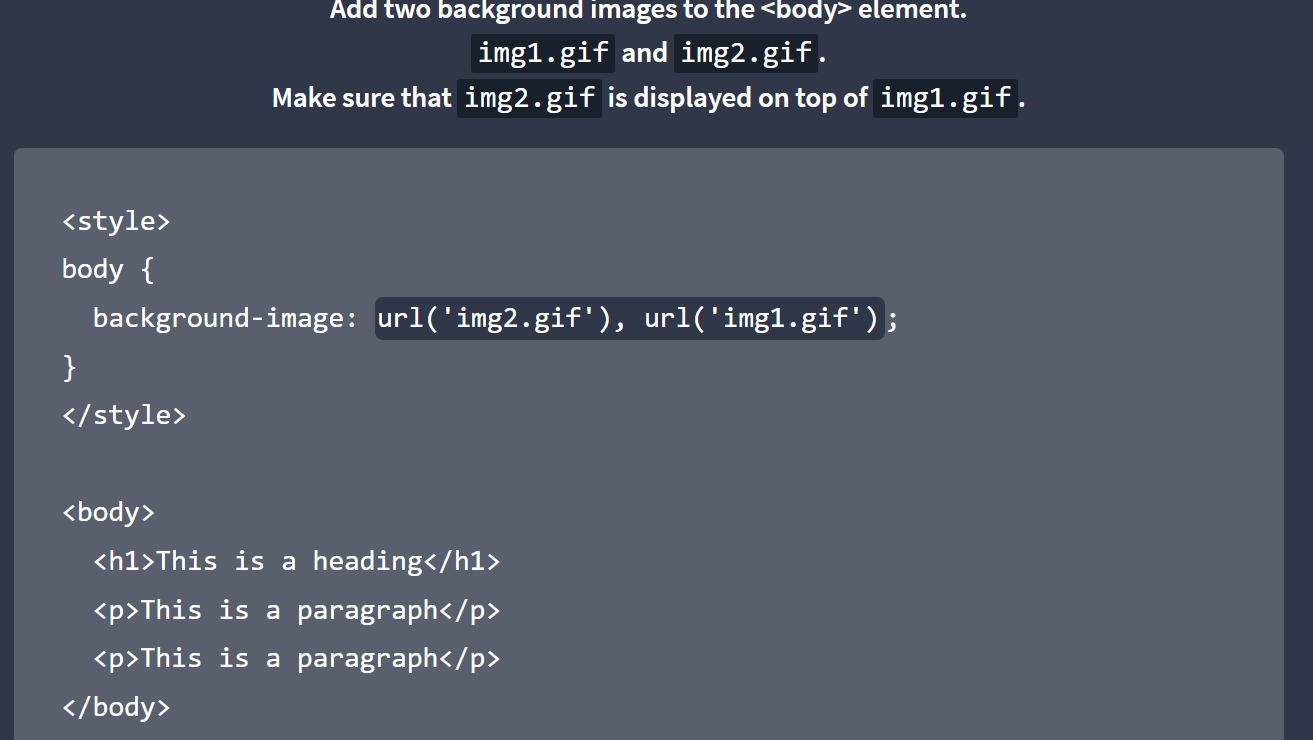 Add two background images to the <body> element.
img1.gif and img2.gif.
Make sure that img2.gif is displayed on top of img1.gif.
<style>
body {
  background-image: url('img2.gif'), url('img1.gif');
}
</style>
<body>
  <h1>This is a heading</h1>
  <p>This is a paragraph</p>
  <p>This is a paragraph</p>
</body>